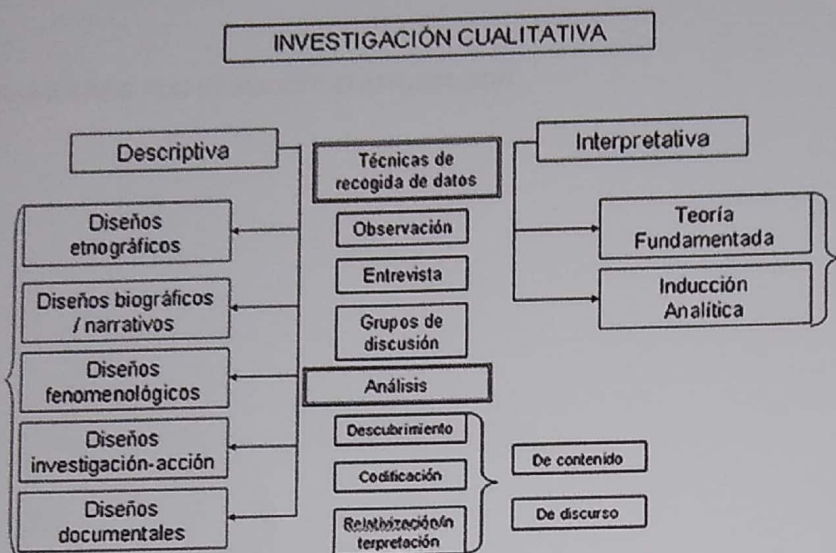 INVESTIGACIÓN CUALITATIVA
Descriptiva
Diseños
etnográficos
Diseños biográficos
/ narrativos
Diseños
fenomenológicos
Diseños
investigación-acción
Diseños
documentales
Técnicas de
recogida de datos
Observación
Entrevista
Grupos de
discusión
Análisis
Descubrimiento
Codificación
Relativización/in
terpretación
De contenido
De discurso
Interpretativa
Teoría
Fundamentada
Inducción
Analítica